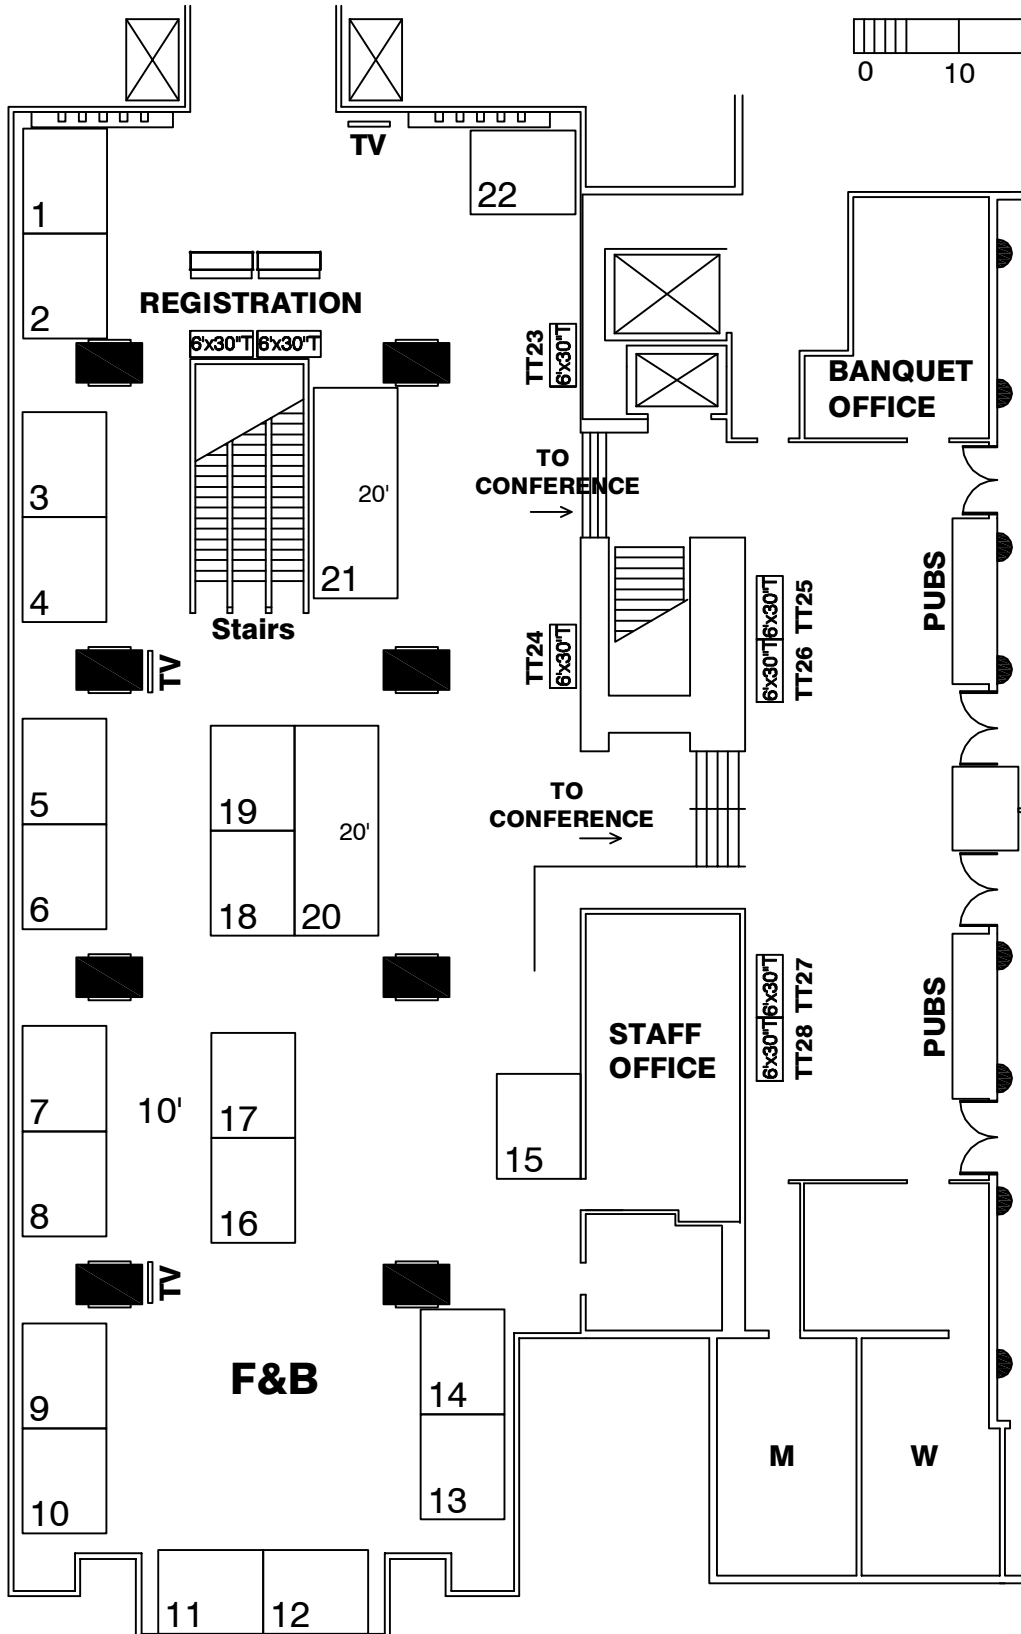 0
10
TV
1
22
2
REGISTRATION
6'x30"T
6'x30"T
TT23
6'x30"T
BANQUET
OFFICE
3
20'
TO
CONFERENCE
4
21
Stairs
TT24
6'x30"T
6'x30"T
TT25
6'x30"T
TT26
PUBS
TV
5
19
20'
TO
CONFERENCE
6
18
20
6'x30"T
TT27
6'x30"T
TT28
PUBS
STAFF
OFFICE
7
10'
17
15
8
16
TV
F&B
9
14
10
13
M
W
11
12